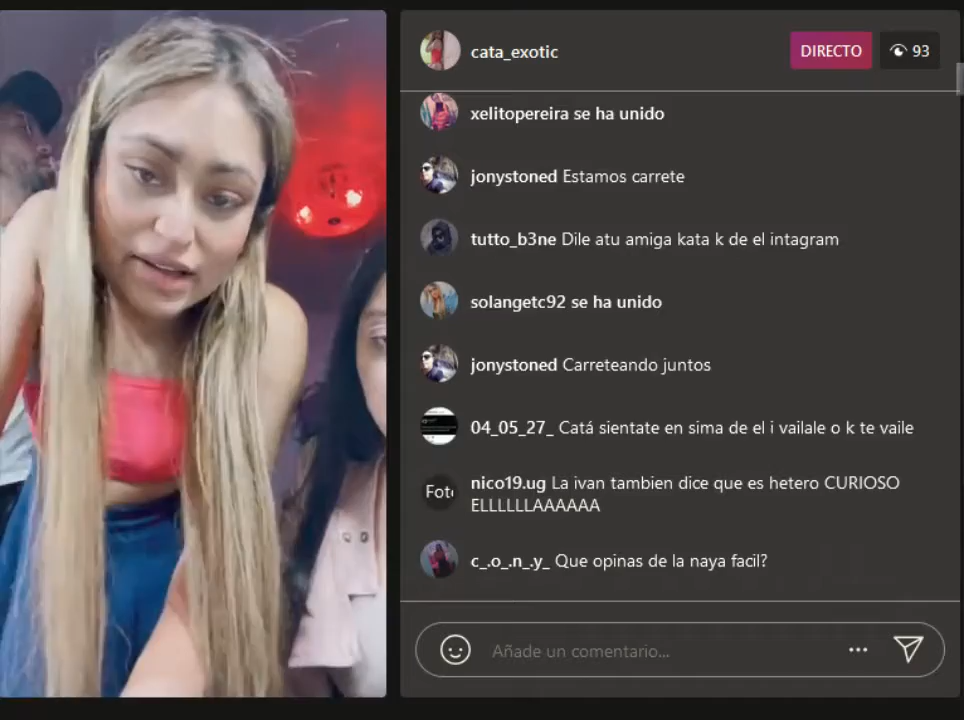 cata_exotic
DIRECTO
93
xelitopereira se ha unido
jonystoned Estamos carrete
tutto_b3ne Dile atu amiga kata k de el intagram
solangetc92 se ha unido
jonystoned Carreteando juntos
04_05_27_ Catá sientate en sima de el i vailale o k te vaile
Foto
nico19.ug La ivan tambien dice que es hetero CURIOSO
ELLLLLLAAAAAA
c_.o_.n_.y_ Que opinas de la naya facil?
Añade un comentario...